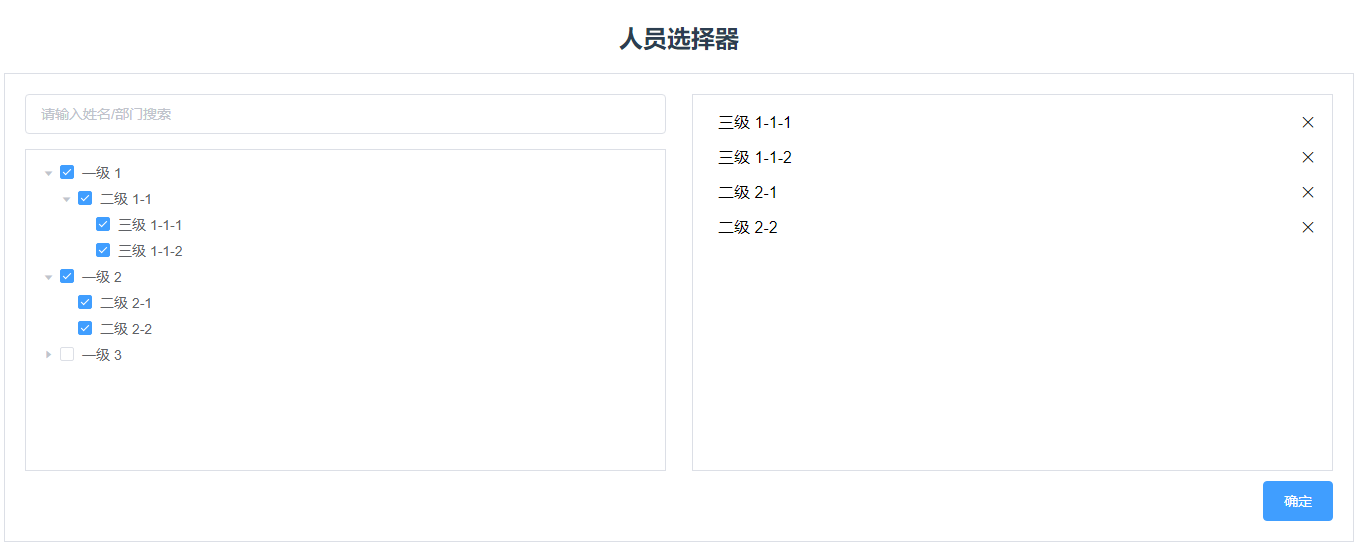 人员选择器
请输入姓名/部门搜索
一级 1
二级 1-1
三级 1-1-1
三级 1-1-2
一级 2
二级 2-1
二级 2-2
一级 3
三级 1-1-1
三级 1-1-2
二级 2-1
二级 2-2
确定